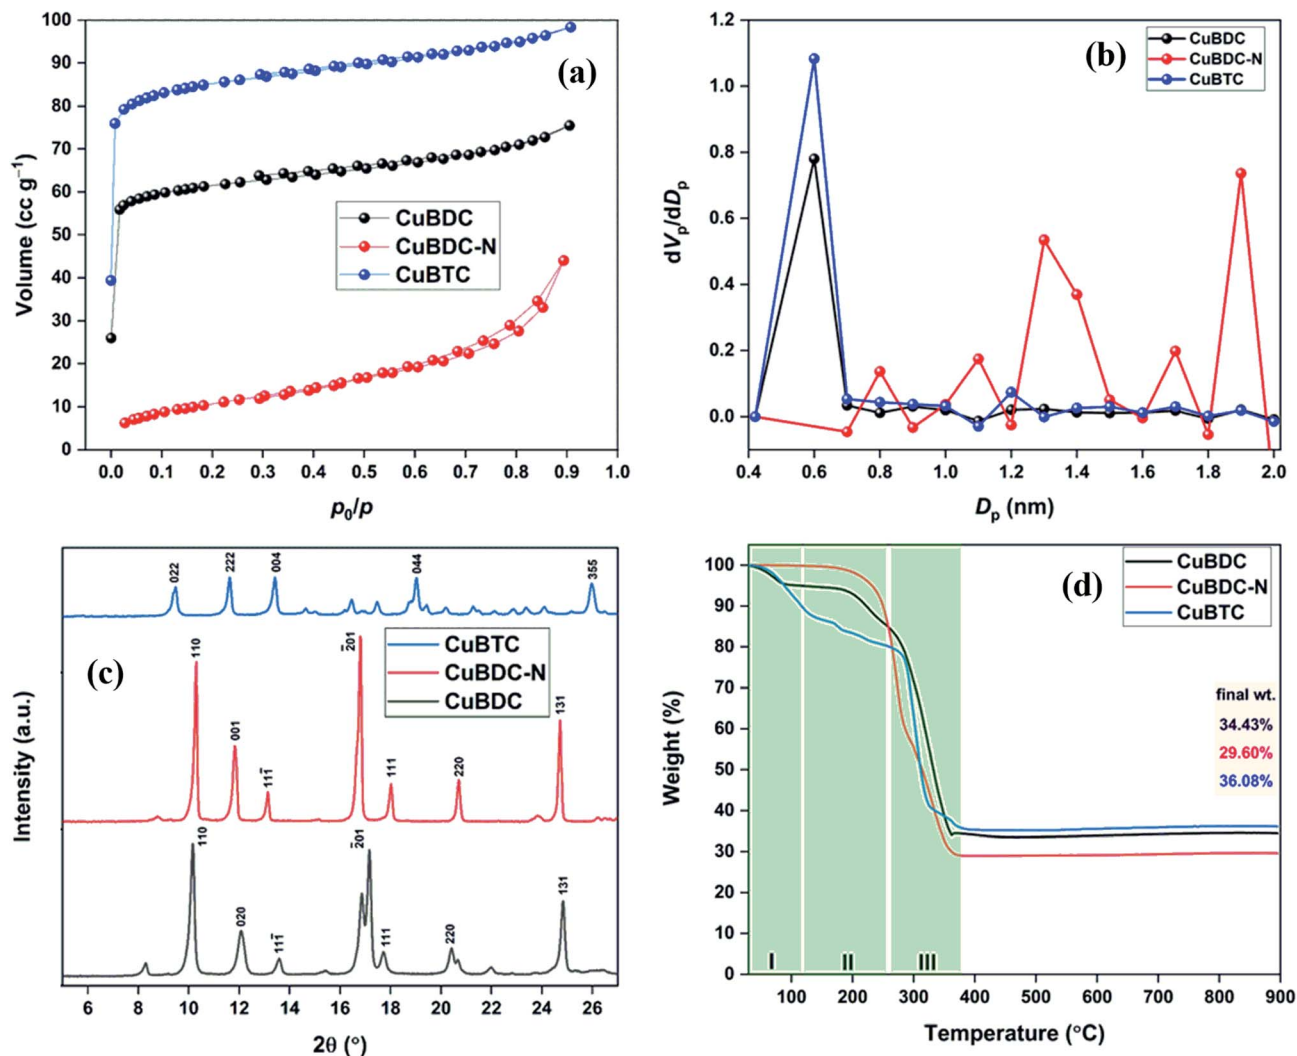 (a)
100
90
80
70
60
50
40
30
20
10
0
Volume (cc g⁻¹)
CuBDC
CuBDC-N
CuBTC
0.0 0.1 0.2 0.3 0.4 0.5 0.6 0.7 0.8 0.9 1.0
p₀/p
(b)
1.2
1.0
0.8
0.6
0.4
0.2
0.0
dVₚ/dDₚ
CuBDC
CuBDC-N
CuBTC
0.4 0.6 0.8 1.0 1.2 1.4 1.6 1.8 2.0
Dₚ (nm)
(c)
Intensity (a.u.)
022 222 004 044 355
CuBTC
CuBDC-N
CuBDC
110 001 111̅ 2̅01 111 220 131
110 020 111̅ 2̅01 111 220 131
6 8 10 12 14 16 18 20 22 24 26
2θ (°)
(d)
100
90
80
70
60
50
40
30
20
10
0
Weight (%)
CuBDC
CuBDC-N
CuBTC
final wt.
34.43%
29.60%
36.08%
I II III
100 200 300 400 500 600 700 800 900
Temperature (°C)